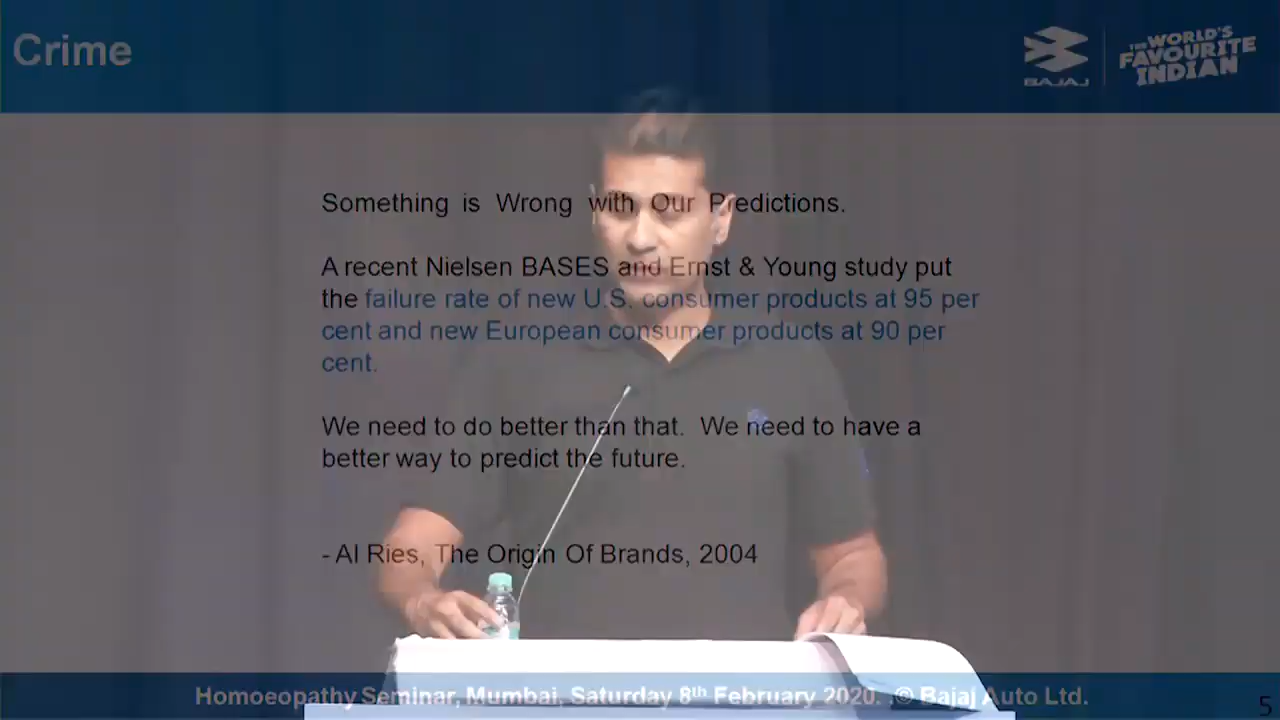 Crime
BAJAJ
THE WORLD'S
FAVOURITE
INDIAN
Something is Wrong with Our Predictions.
A recent Nielsen BASES and Ernst & Young study put
the failure rate of new U.S. consumer products at 95 per
cent and new European consumer products at 90 per
cent.
We need to do better than that. We need to have a
better way to predict the future.
- Al Ries, The Origin Of Brands, 2004
Homoeopathy Seminar, Mumbai, Saturday 8th February 2020. © Bajaj Auto Ltd.
5